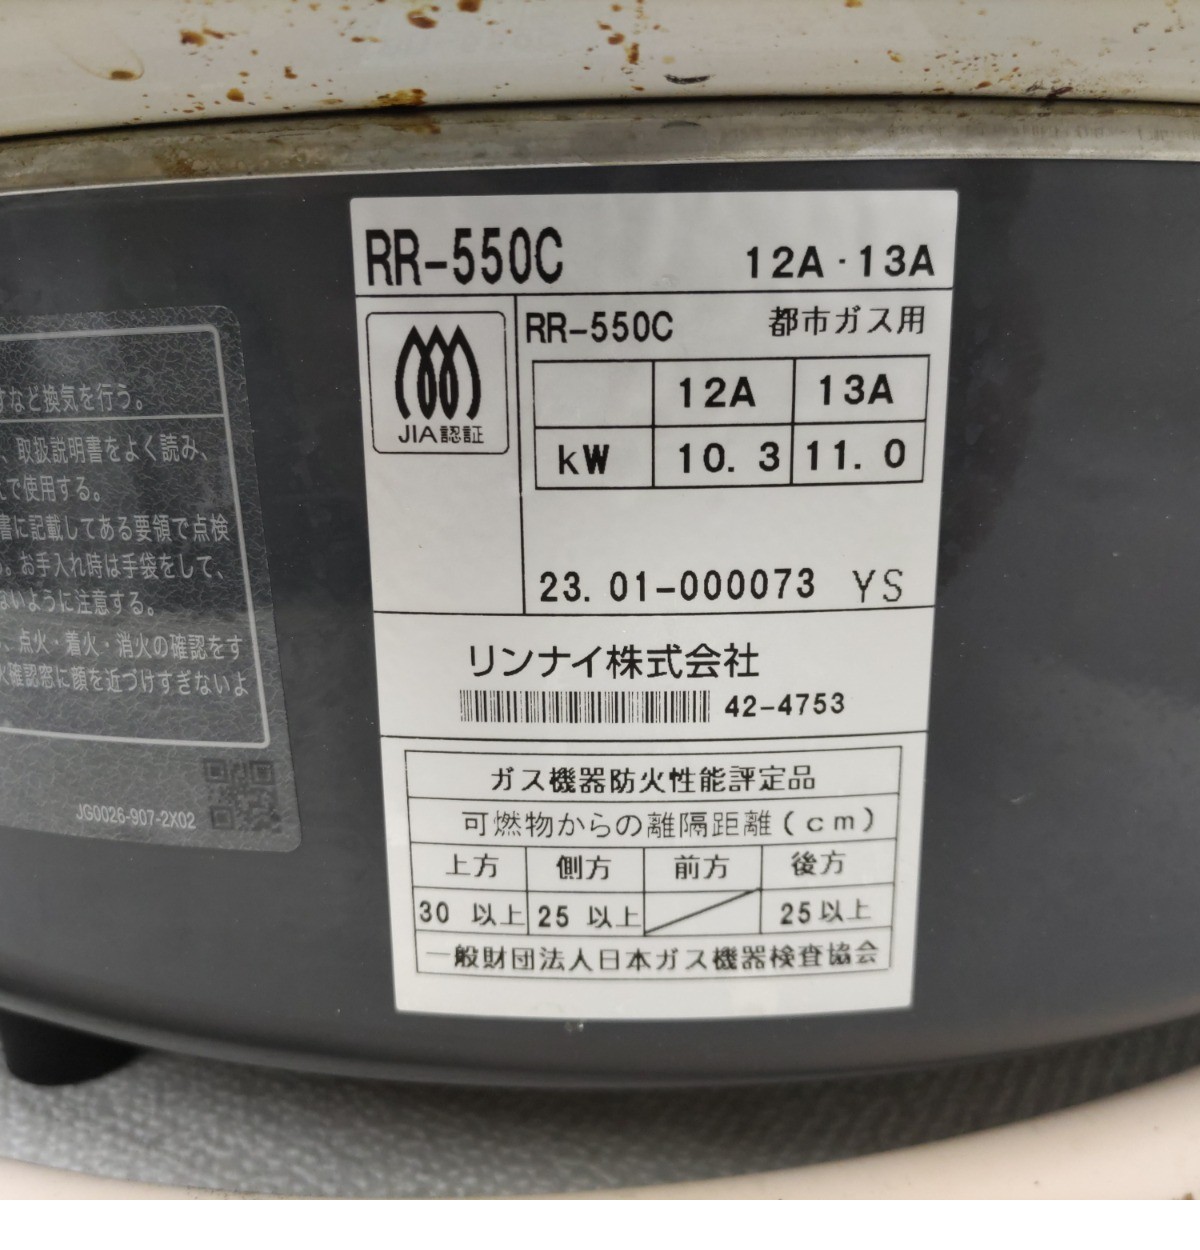 RR-550C 12A・13A
JIA認証
RR-550C 都市ガス用
12A 13A
kW 10.3 11.0
23.01-000073 YS
リンナイ株式会社
42-4753
ガス機器防火性能評定品
可燃物からの離隔距離(cm)
上方 側方 前方 後方
30 以上 25 以上 25以上
一般財団法人日本ガス機器検査協会
など換気を行う。
、取扱説明書をよく読み、
で使用する。
書に記載してある要領で点検
。お手入れ時は手袋をして、
ないように注意する。
、点火・着火・消火の確認をす
火確認窓に顔を近づけすぎないよ
JG0026-907-2X02